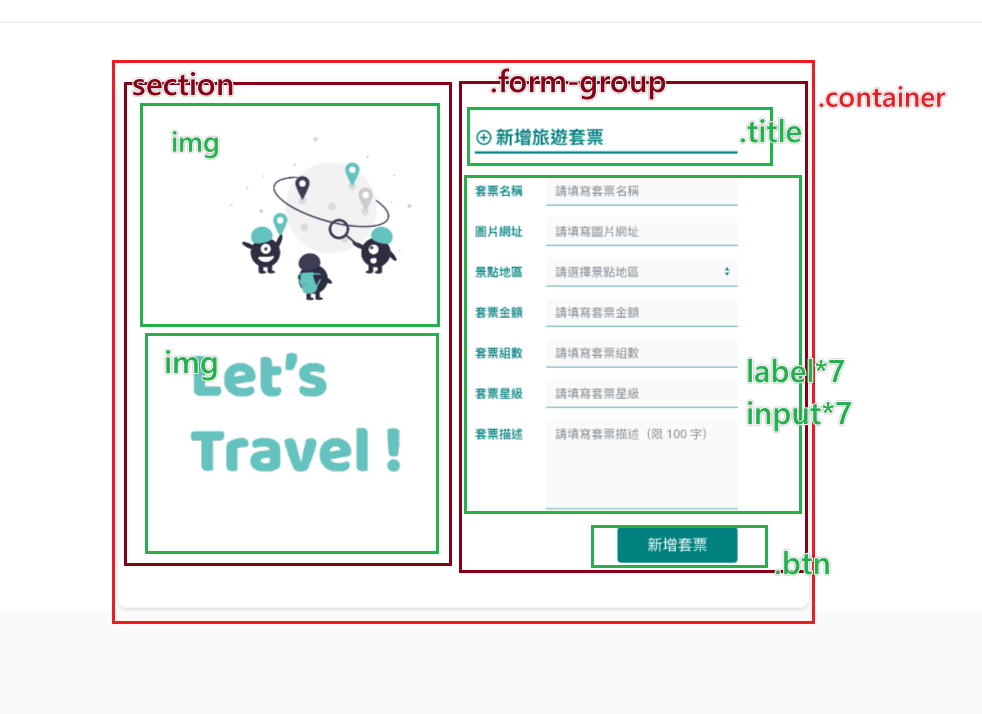 section
.form-group
.container
img
⊕ 新增旅遊套票
.title
套票名稱 請填寫套票名稱
圖片網址 請填寫圖片網址
景點地區 請選擇景點地區
套票金額 請填寫套票金額
套票組數 請填寫套票組數
套票星級 請填寫套票星級
套票描述 請填寫套票描述（限 100 字）
img
Let's
Travel !
label*7
input*7
新增套票
.btn